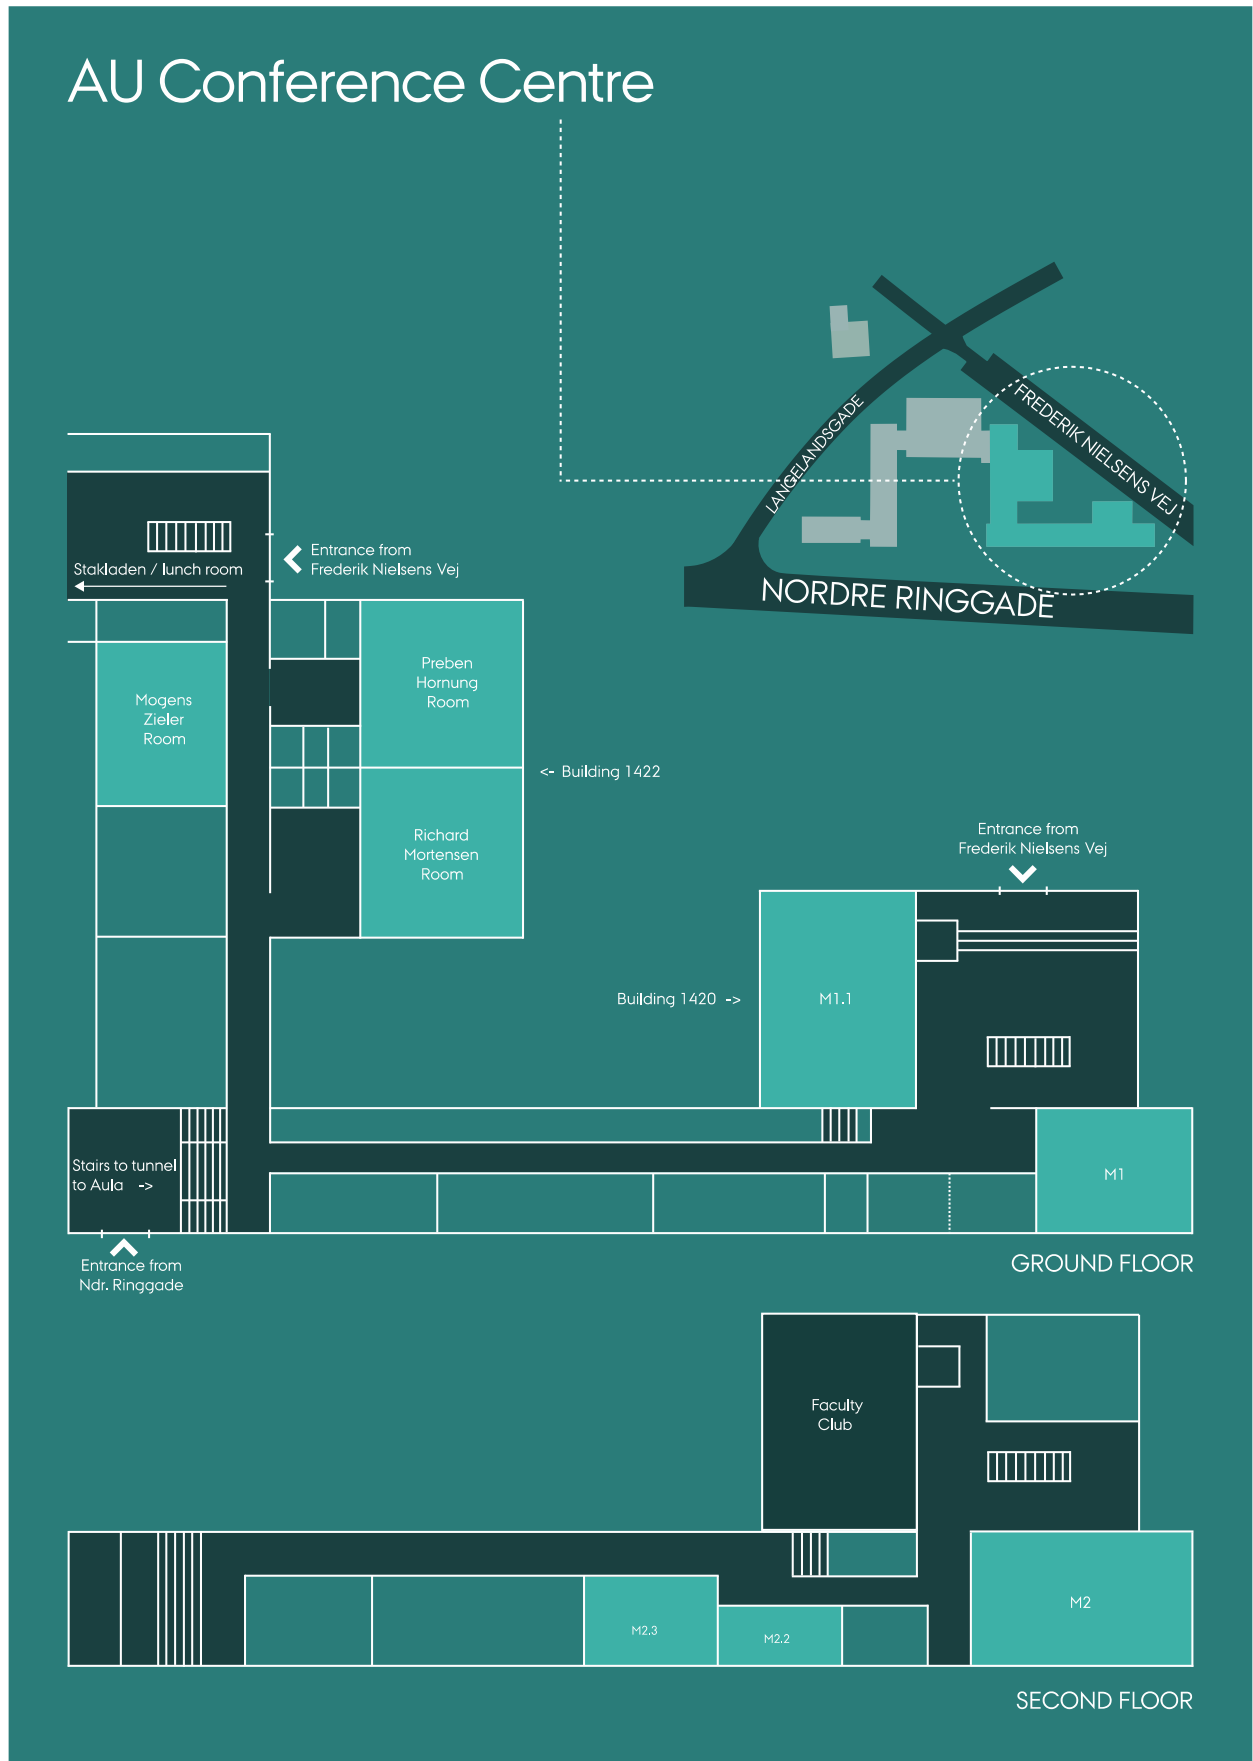 AU Conference Centre
LANGELANDSGADE
FREDERIK NIELSENS VEJ
NORDRE RINGGADE
Entrance from
Frederik Nielsens Vej
Stakladen / lunch room
Preben
Hornung
Room
Mogens
Zieler
Room
<- Building 1422
Richard
Mortensen
Room
Entrance from
Frederik Nielsens Vej
Building 1420 ->
M1.1
Stairs to tunnel
to Aula ->
M1
Entrance from
Ndr. Ringgade
GROUND FLOOR
Faculty
Club
M2
M2.3
M2.2
SECOND FLOOR